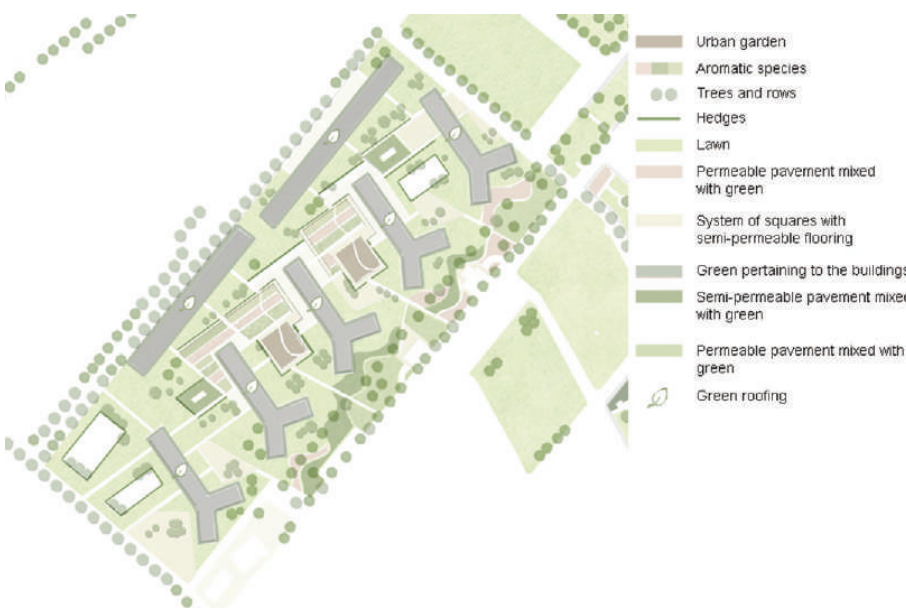 Urban garden
Aromatic species
Trees and rows
Hedges
Lawn
Permeable pavement mixed
with green
System of squares with
semi-permeable flooring
Green pertaining to the buildings
Semi-permeable pavement mixed
with green
Permeable pavement mixed with
green
Green roofing